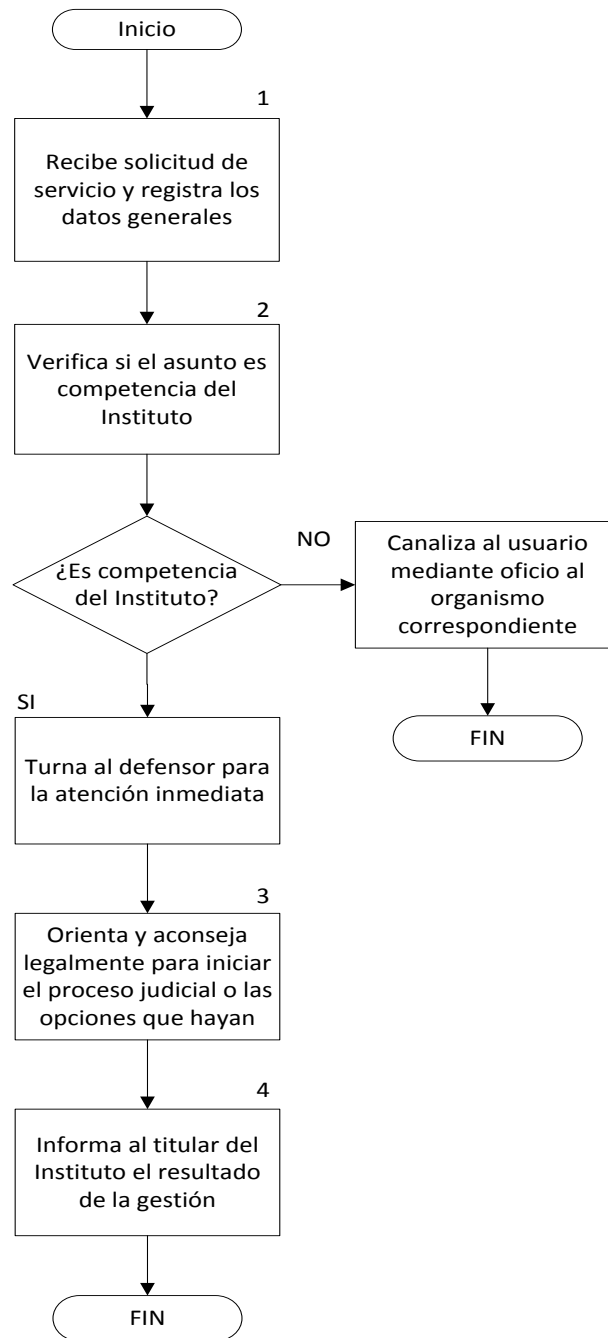 Inicio
1
Recibe solicitud de
servicio y registra los
datos generales
2
Verifica si el asunto es
competencia del
Instituto
¿Es competencia
del Instituto?
NO
Canaliza al usuario
mediante oficio al
organismo
correspondiente
FIN
SI
Turna al defensor para
la atención inmediata
3
Orienta y aconseja
legalmente para iniciar
el proceso judicial o las
opciones que hayan
4
Informa al titular del
Instituto el resultado
de la gestión
FIN